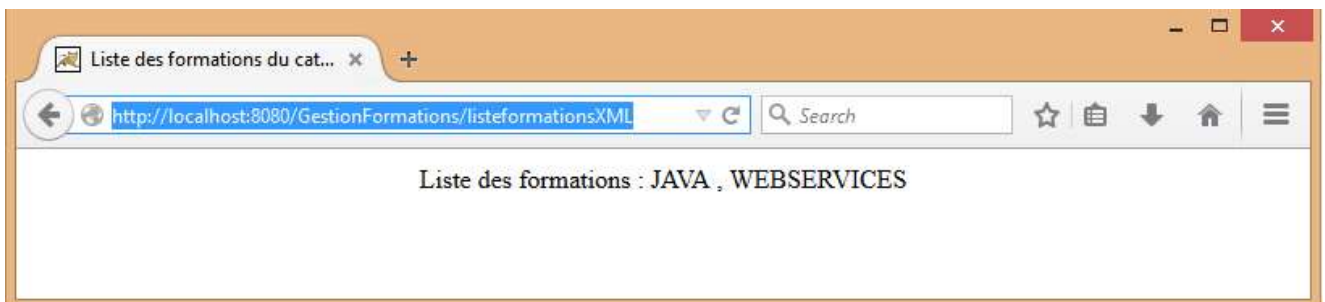 Liste des formations du cat...
http://localhost:8080/GestionFormations/listeformationsXML
Search
Liste des formations : JAVA , WEBSERVICES